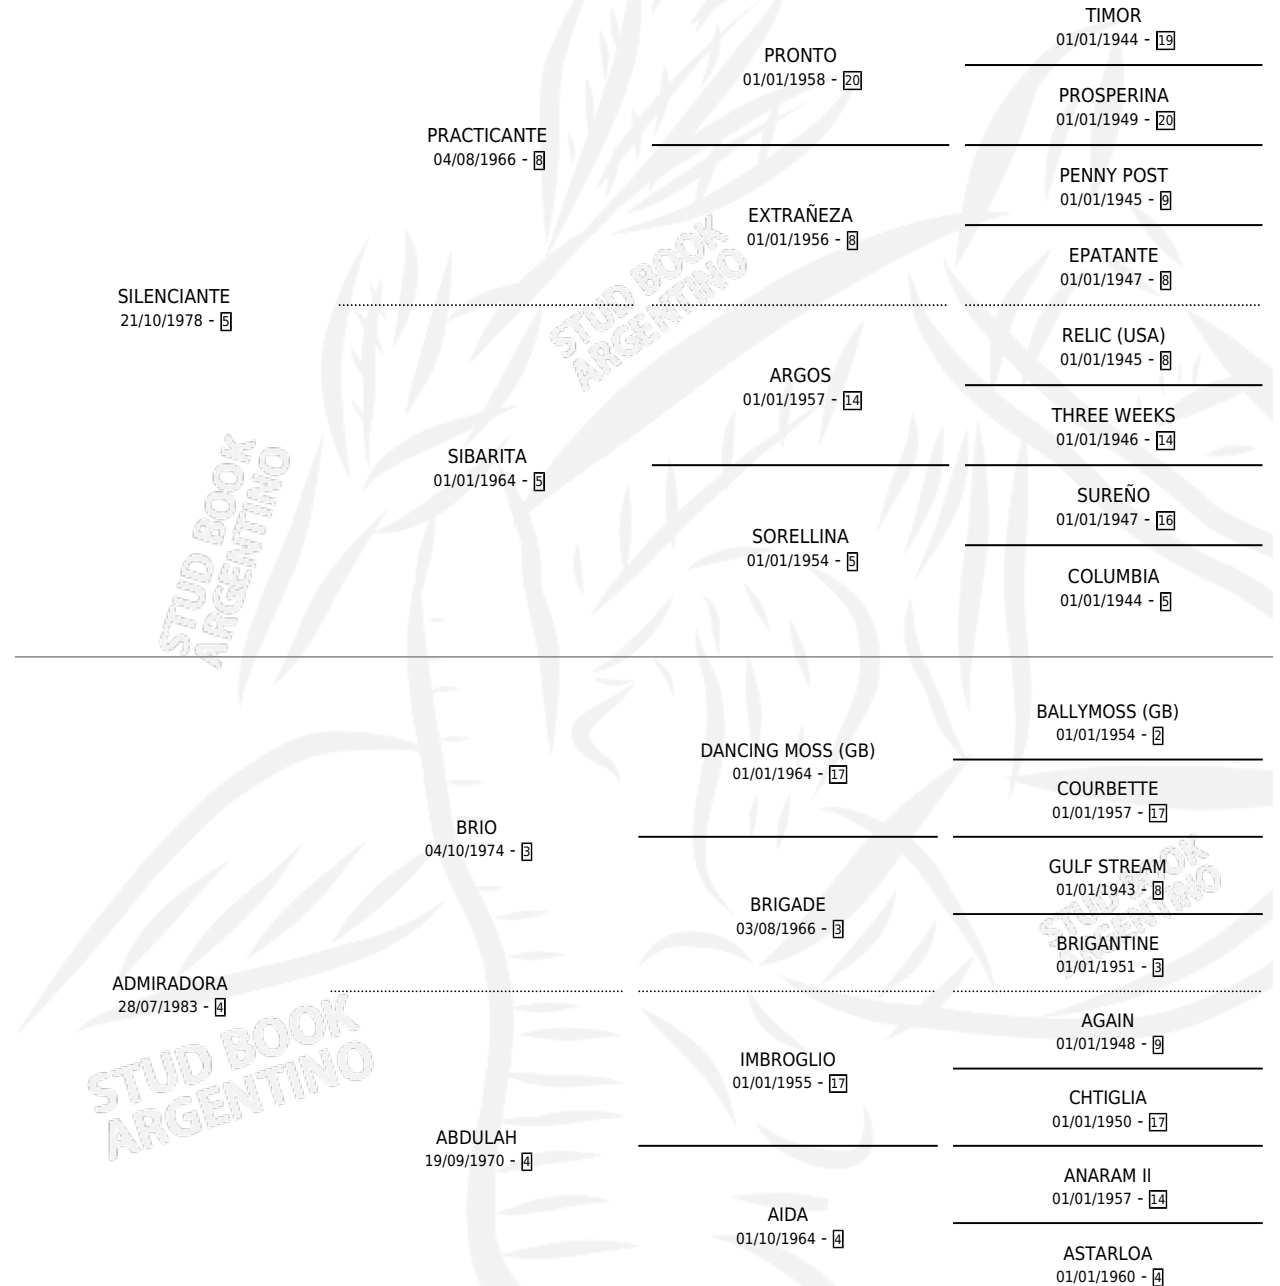 TIMOR
01/01/1944 - 19
PRONTO
01/01/1958 - 20
PROSPERINA
01/01/1949 - 20
PRACTICANTE
04/08/1966 - 8
PENNY POST
01/01/1945 - 9
EXTRAÑEZA
01/01/1956 - 8
EPATANTE
01/01/1947 - 8
SILENCIANTE
21/10/1978 - 5
RELIC (USA)
01/01/1945 - 8
ARGOS
01/01/1957 - 14
THREE WEEKS
01/01/1946 - 14
SIBARITA
01/01/1964 - 5
SUREÑO
01/01/1947 - 16
SORELLINA
01/01/1954 - 5
COLUMBIA
01/01/1944 - 5
BALLYMOSS (GB)
01/01/1954 - 2
DANCING MOSS (GB)
01/01/1964 - 17
COURBETTE
01/01/1957 - 17
BRIO
04/10/1974 - 3
GULF STREAM
01/01/1943 - 8
BRIGADE
03/08/1966 - 3
BRIGANTINE
01/01/1951 - 3
ADMIRADORA
28/07/1983 - 4
AGAIN
01/01/1948 - 9
IMBROGLIO
01/01/1955 - 17
CHTIGLIA
01/01/1950 - 17
ABDULAH
19/09/1970 - 4
ANARAM II
01/01/1957 - 14
AIDA
01/10/1964 - 4
ASTARLOA
01/01/1960 - 4
STUD BOOK
ARGENTINO
STUD BOOK
ARGENTINO
STUD BOOK
ARGENTINO
STUD BOOK
ARGENTINO